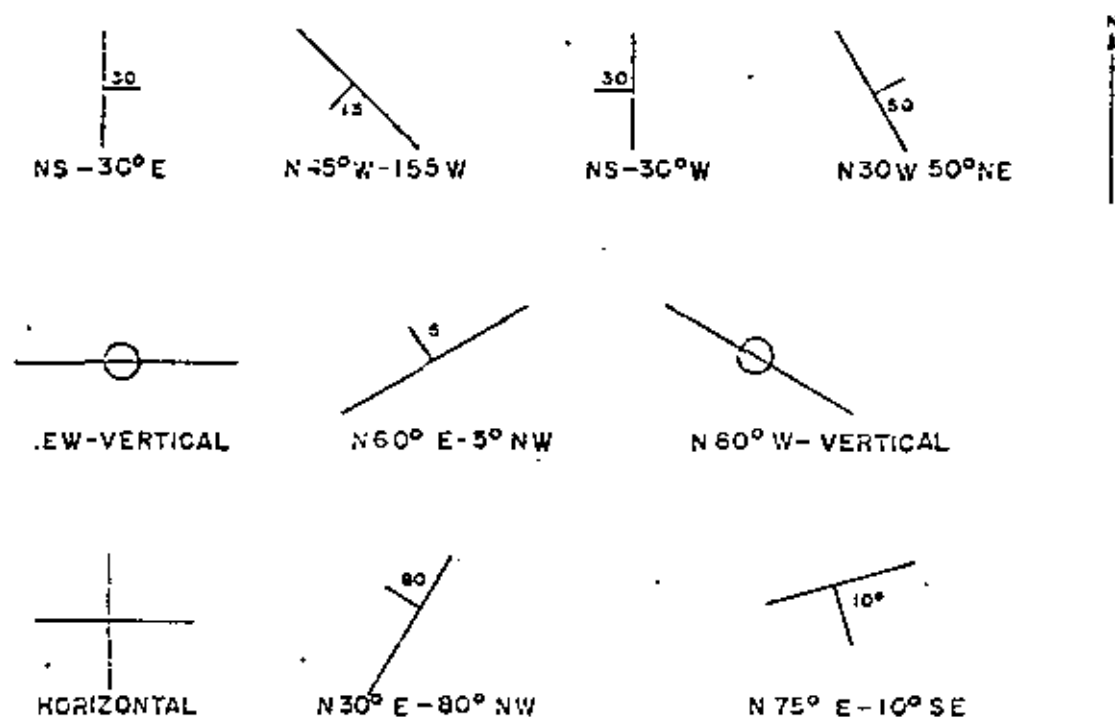 N
30
15
30
50
NS-30°E
N45°W-15SW
NS-30°W
N30W 50°NE
5
EW-VERTICAL
N60° E-5° NW
N60° W- VERTICAL
80
10°
HORIZONTAL
N30° E-80° NW
N75° E-10° SE